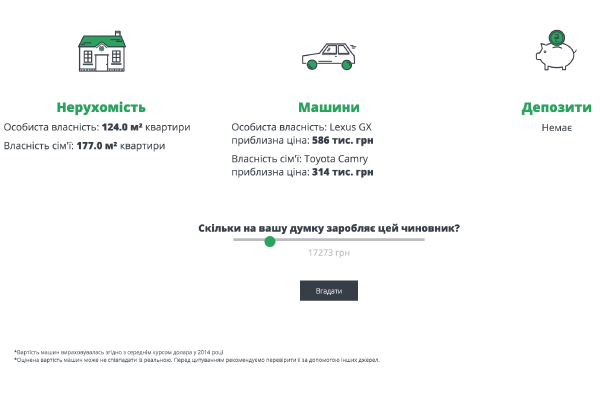 Нерухомість
Особиста власність: 124.0 м² квартири
Власність сім'ї: 177.0 м² квартири
Машини
Особиста власність: Lexus GX
приблизна ціна: 586 тис. грн
Власність сім'ї: Toyota Camry
приблизна ціна: 314 тис. грн
Депозити
Немає
Скільки на вашу думку заробляє цей чиновник?
17273 грн
Вгадати
*Вартість машин вираховувалась згідно з середнім курсом долара у 2014 році
*Оцінена вартість машин може не співпадати із реальною. Перед цитуванням рекомендуємо перевірити її за допомогою інших джерел.